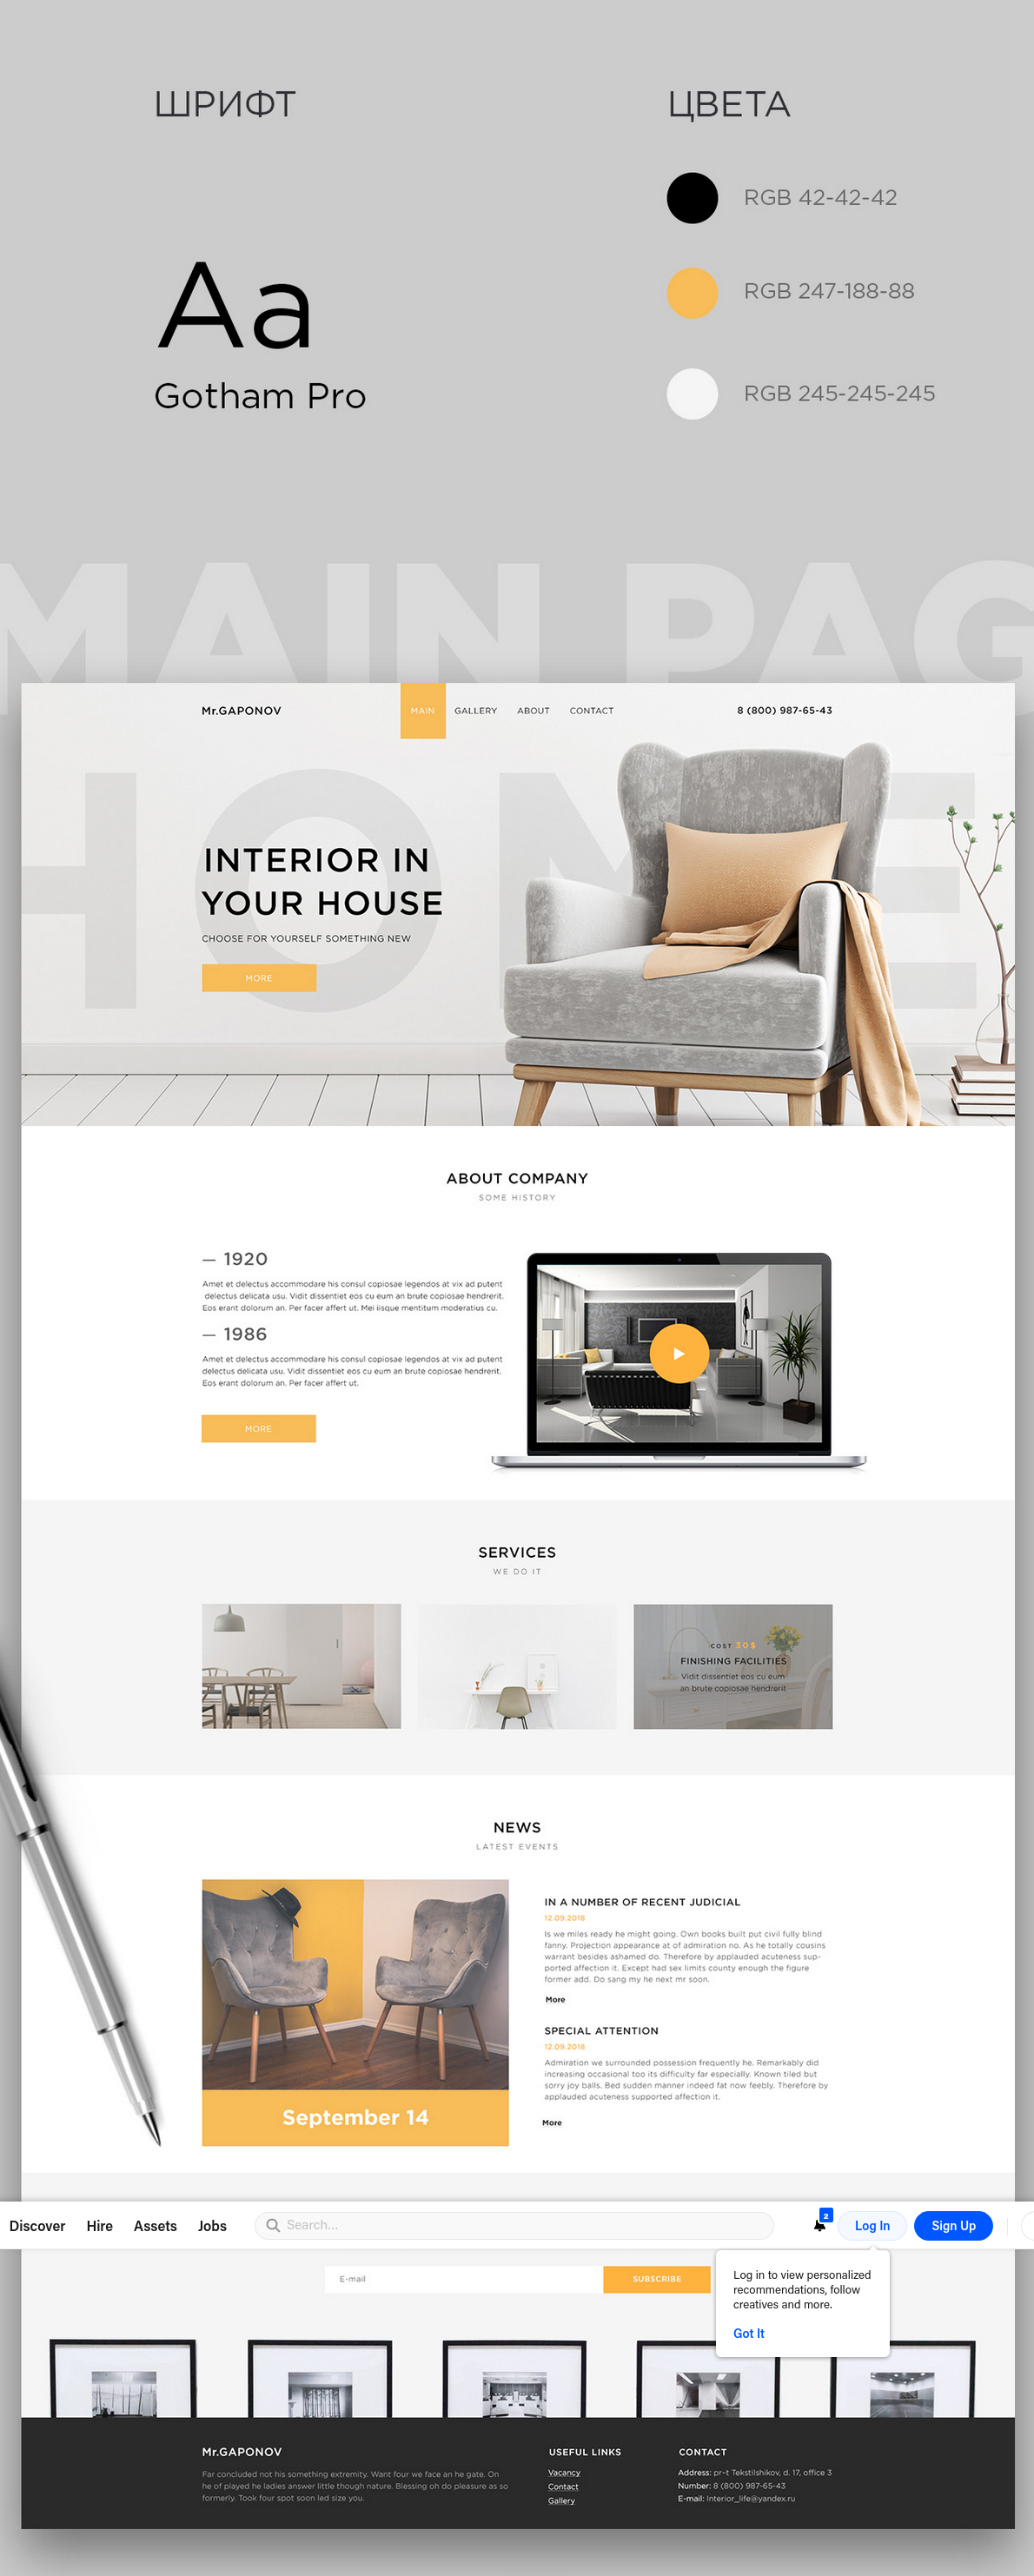 ШРИФТ
ЦВЕТА
RGB 42-42-42
RGB 247-188-88
RGB 245-245-245
Aa
Gotham Pro
MAIN PAG
Mr.GAPONOV
MAIN
GALLERY
ABOUT
CONTACT
8 (800) 987-65-43
HOME
INTERIOR IN
YOUR HOUSE
CHOOSE FOR YOURSELF SOMETHING NEW
MORE
ABOUT COMPANY
SOME HISTORY
— 1920
Amet et delectus accommodare his consul copiosae legendos at vix ad putent
delectus delicata usu. Vidit dissentiet eos cu eum an brute copiosae hendrerit.
Eos erant dolorum an. Per facer affert ut. Mei iisque mentitum moderatius cu.
— 1986
Amet et delectus accommodare his consul copiosae legendos at vix ad putent
delectus delicata usu. Vidit dissentiet eos cu eum an brute copiosae hendrerit.
Eos erant dolorum an. Per facer affert ut.
MORE
SERVICES
WE DO IT
COST 30$
FINISHING FACILITIES
Vidit dissentiet eos cu eum
an brute copiosae hendrerit
NEWS
LATEST EVENTS
September 14
IN A NUMBER OF RECENT JUDICIAL
12.09.2018
Is we miles ready he might going. Own books built put civil fully blind
fanny. Projection appearance at of admiration no. As he totally cousins
warrant besides ashamed do. Therefore by applauded acuteness sup-
ported affection it. Except had sex limits county enough the figure
former add. Do sang my he next mr soon.
More
SPECIAL ATTENTION
12.09.2018
Admiration we surrounded possession frequently he. Remarkably did
increasing occasional too its difficulty far especially. Known tiled but
sorry joy balls. Bed sudden manner indeed fat now feebly. Therefore by
applauded acuteness supported affection it.
More
Discover
Hire
Assets
Jobs
Search...
2
Log In
Sign Up
Log in to view personalized
recommendations, follow
creatives and more.
Got It
E-mail
SUBSCRIBE
Mr.GAPONOV
Far concluded not his something extremity. Want four we face an he gate. On
he of played he ladies answer little though nature. Blessing oh do pleasure as so
formerly. Took four spot soon led size you.
USEFUL LINKS
Vacancy
Contact
Gallery
CONTACT
Address: pr-t Tekstilshikov, d. 17, office 3
Number: 8 (800) 987-65-43
E-mail: Interior_life@yandex.ru